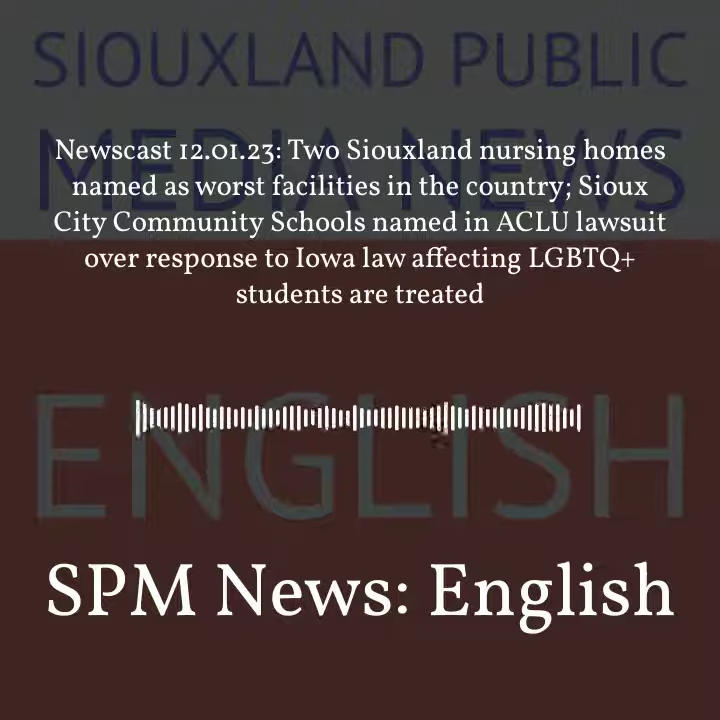 SIOUXLAND PUBLIC
MEDIA NEWS
Newscast 12.01.23: Two Siouxland nursing homes
named as worst facilities in the country; Sioux
City Community Schools named in ACLU lawsuit
over response to Iowa law affecting LGBTQ+
students are treated
ENGLISH
SPM News: English